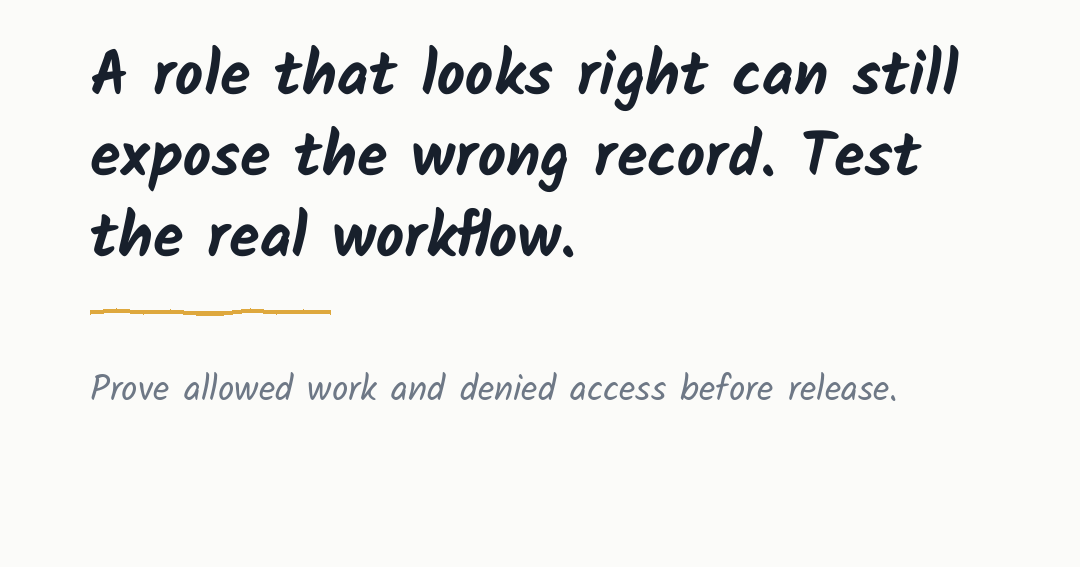 A role that looks right can still
expose the wrong record. Test
the real workflow.
Prove allowed work and denied access before release.